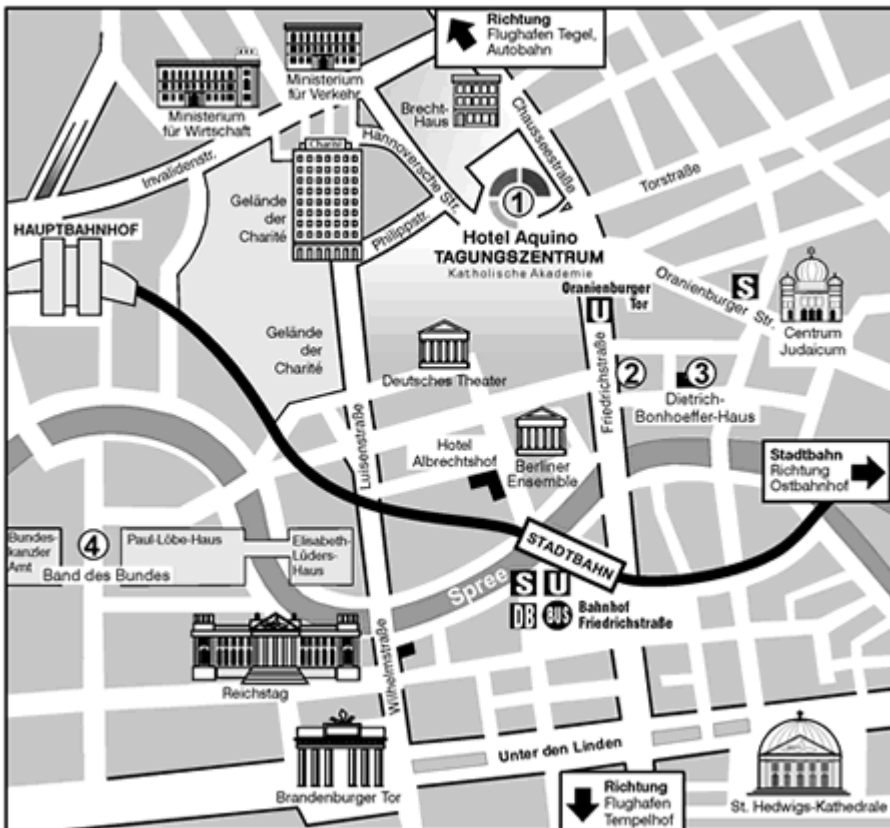 Richtung
Flughafen Tegel,
Autobahn
Ministerium
für Verkehr
Ministerium
für Wirtschaft
Brecht-
Haus
Chausseestraße
Invalidenstr.
Charité
Hannoversche Str.
Torstraße
Gelände
der
Charité
Philippstr.
1
HAUPTBAHNHOF
Hotel Aquino
TAGUNGSZENTRUM
Katholische Akademie
Oranienburger
Tor
U
Oranienburger Str.
S
Centrum
Judaicum
Gelände
der
Charité
Deutsches Theater
Friedrichstraße
2
3
Dietrich-
Bonhoeffer-Haus
Luisenstraße
Hotel
Albrechtshof
Berliner
Ensemble
Stadtbahn
Richtung
Ostbahnhof
Bundes-
kanzler
Amt
4
Paul-Löbe-Haus
Elisabeth-
Lüders-
Haus
Band des Bundes
STADTBAHN
Spree
S U
DB BUS
Bahnhof
Friedrichstraße
Reichstag
Wilhelmstraße
Unter den Linden
Brandenburger Tor
Richtung
Flughafen
Tempelhof
St. Hedwigs-Kathedrale